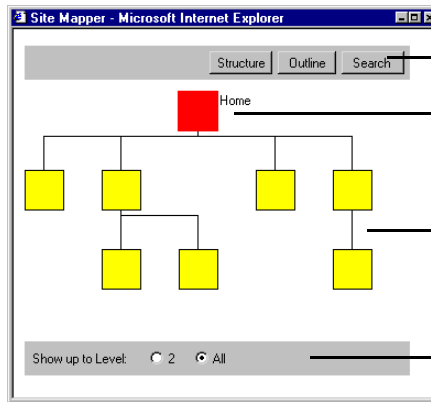 Site Mapper - Microsoft Internet Explorer
Structure Outline Search
Home
Show up to Level: 2 All